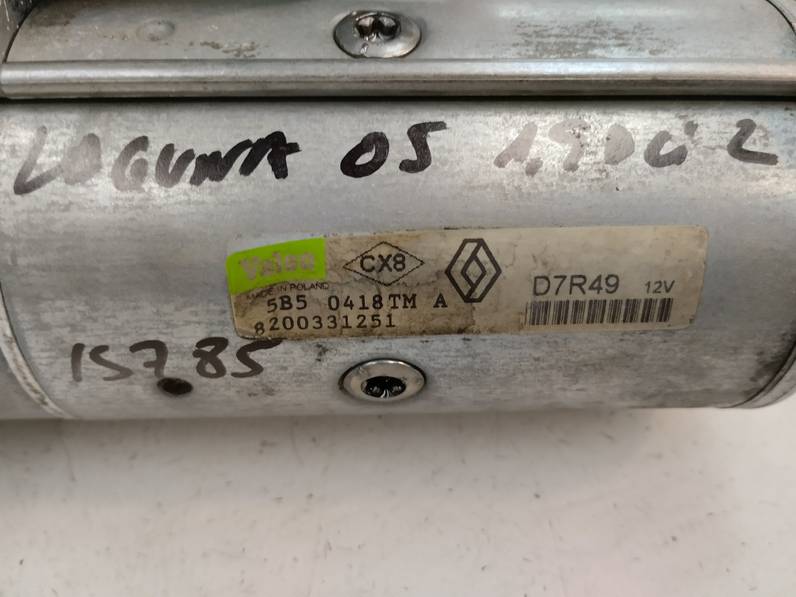 LAGUNA 05 1,9DCI 2
Valeo
CX8
MADE IN POLAND
5B5 0418TM A
8200331251
D7R49 12V
15785